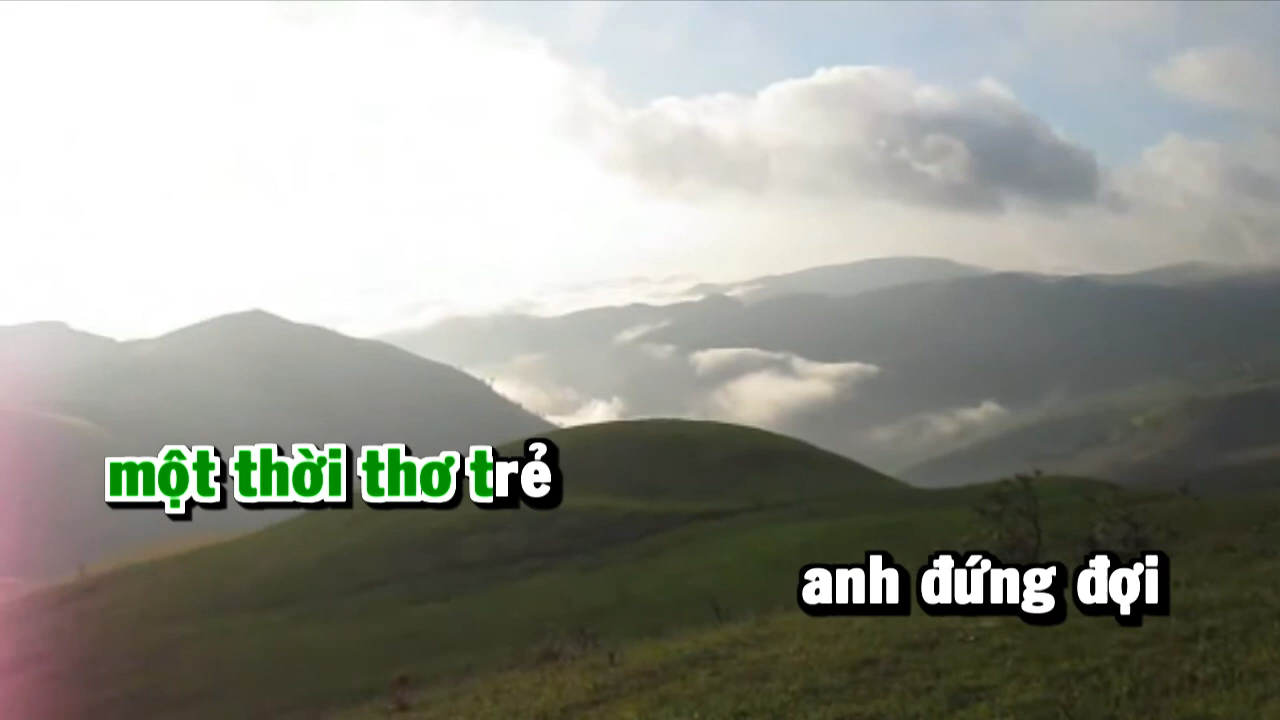 một thời thơ trẻ
anh đứng đợi